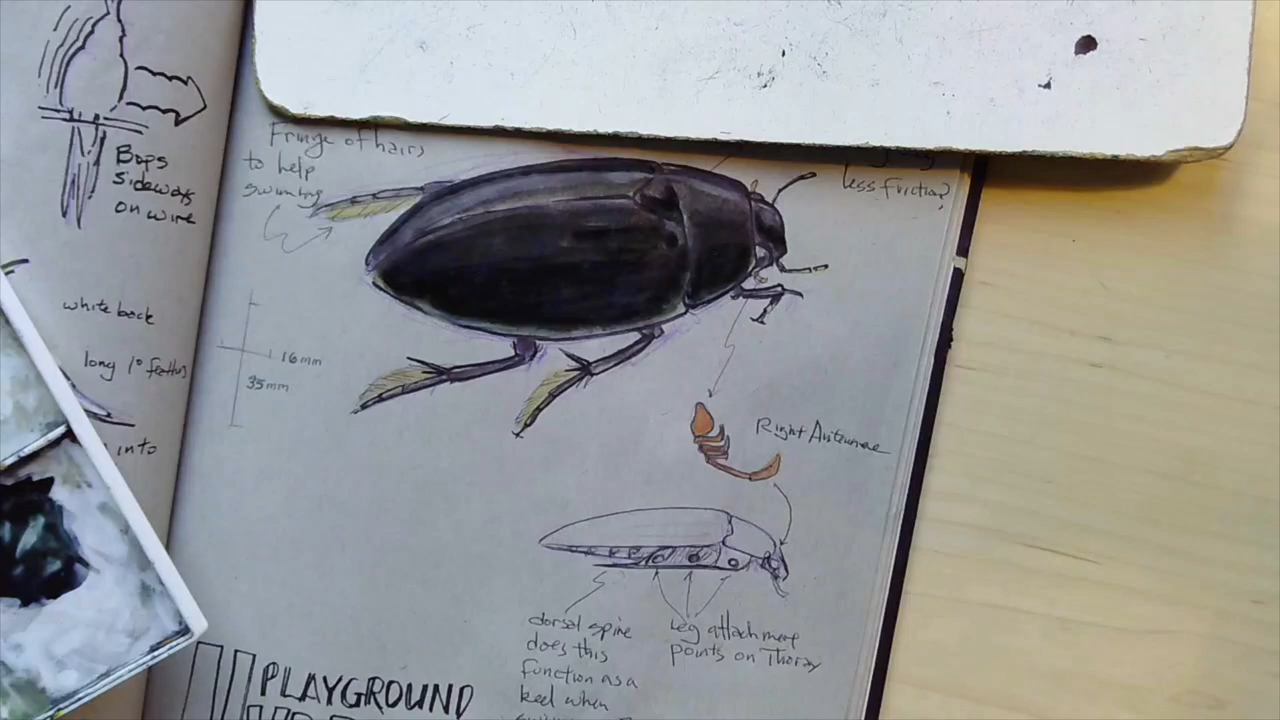 Bops
sideways
on wire
white back
long 1° feathers
into
Fringe of hairs
to help
swimming
less friction?
16mm
35mm
Right Antennae
dorsal spine
does this
function as a
keel when
Leg attachment
points on Thorax
PLAYGROUND